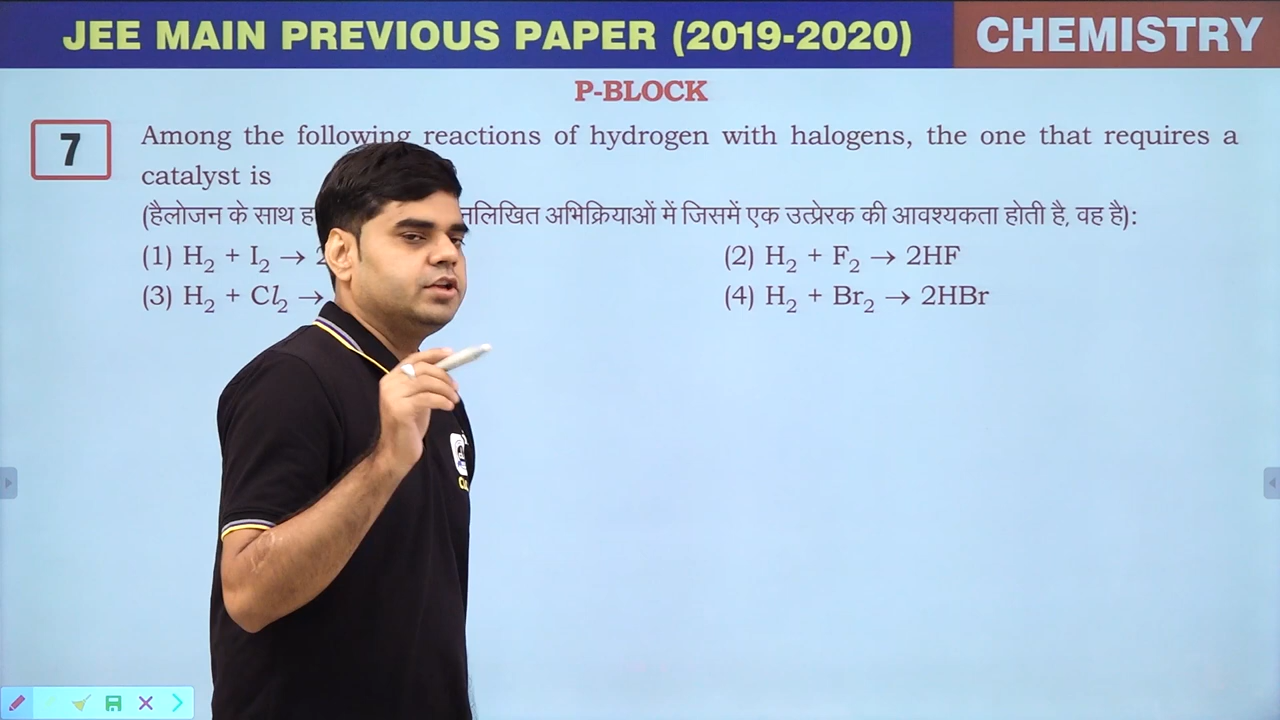 JEE MAIN PREVIOUS PAPER (2019-2020) CHEMISTRY
P-BLOCK
7 Among the following reactions of hydrogen with halogens, the one that requires a
catalyst is
(हैलोजन के साथ अभिक्रियाओं में जिसमें एक उत्प्रेरक की आवश्यकता होती है, वह है):
(1) H₂ + I₂ → (2) H₂ + F₂ → 2HF
(3) H₂ + Cl₂ → (4) H₂ + Br₂ → 2HBr